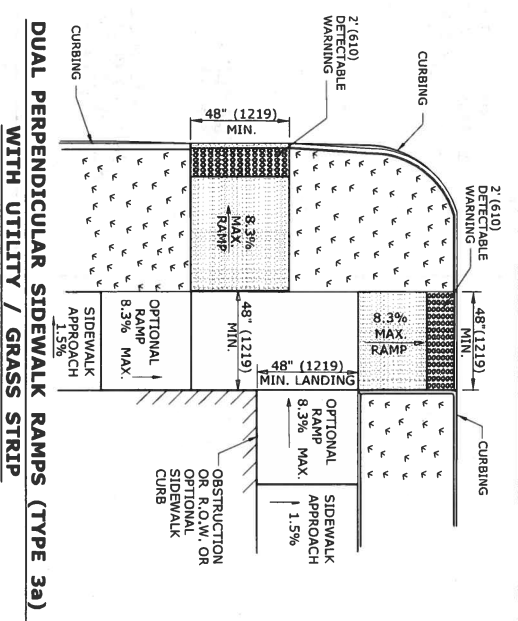 2' (610)
DETECTABLE
WARNING
CURBING
2' (610)
DETECTABLE
WARNING
CURBING
48" (1219)
MIN.
48" (1219)
MIN.
8.3%
MAX.
RAMP
8.3%
MAX.
RAMP
CURBING
48" (1219)
MIN.
48" (1219)
MIN. LANDING
OPTIONAL
RAMP
8.3% MAX.
SIDEWALK
APPROACH
1.5%
OPTIONAL
RAMP
8.3% MAX.
SIDEWALK
APPROACH
1.5%
OBSTRUCTION
OR R.O.W. OR
OPTIONAL
SIDEWALK
CURB
DUAL PERPENDICULAR SIDEWALK RAMPS (TYPE 3a)
WITH UTILITY / GRASS STRIP